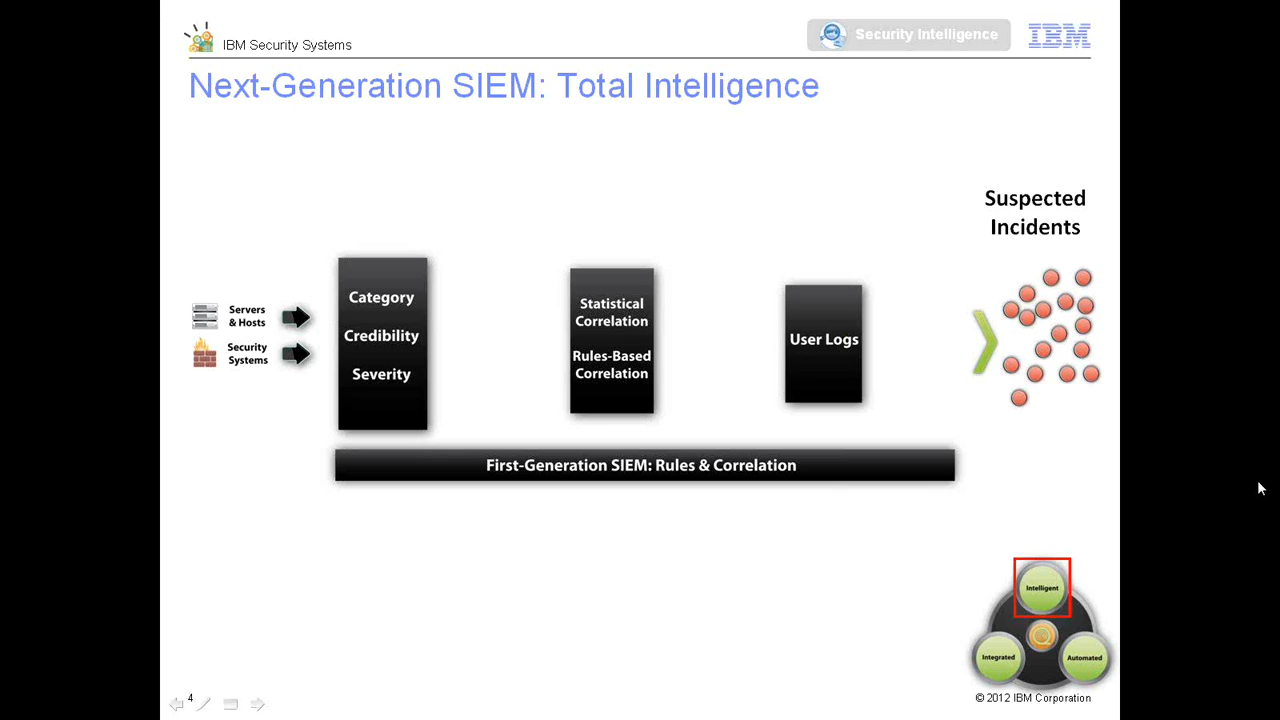 IBM Security Systems
Security Intelligence
IBM
Next-Generation SIEM: Total Intelligence
Suspected
Incidents
Servers
& Hosts
Security
Systems
Category
Credibility
Severity
Statistical
Correlation
Rules-Based
Correlation
User Logs
First-Generation SIEM: Rules & Correlation
Intelligent
Q
Integrated
Automated
4
© 2012 IBM Corporation